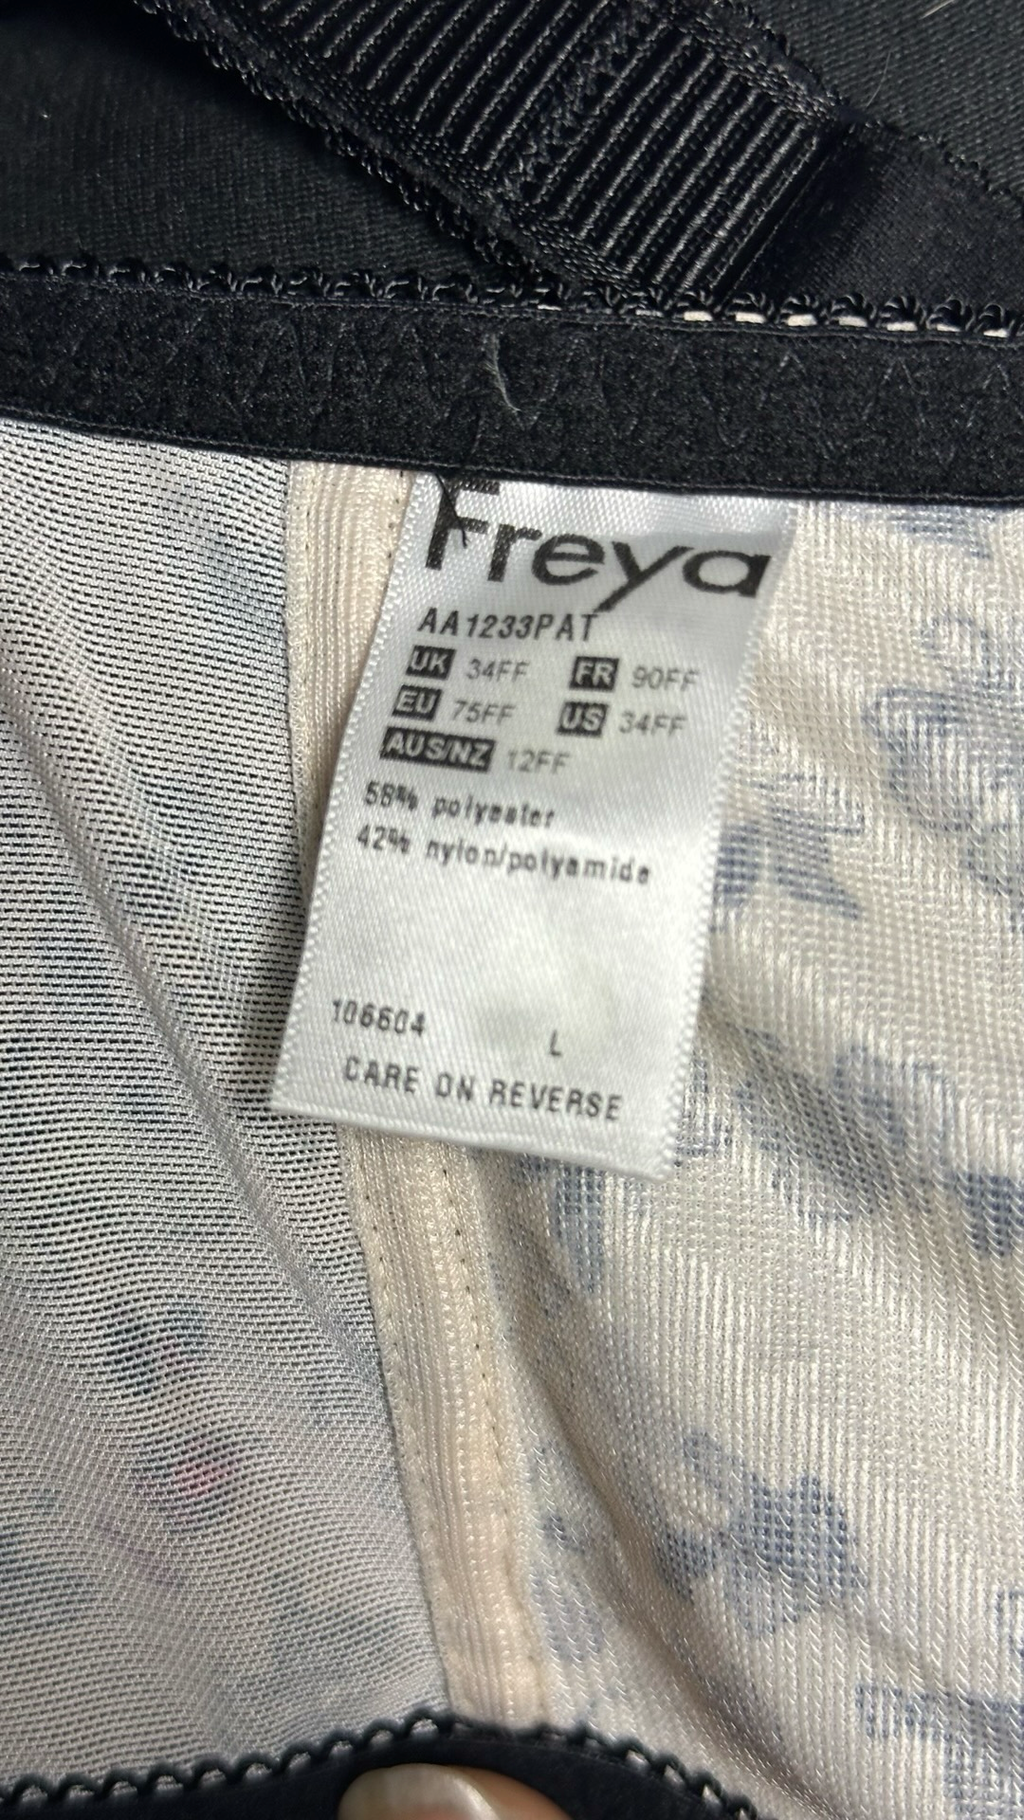 Freya
AA1233PAT
UK 34FF FR 90FF
EU 75FF US 34FF
AUS/NZ 12FF
58% polyester
42% nylon/polyamide
106604 L
CARE ON REVERSE